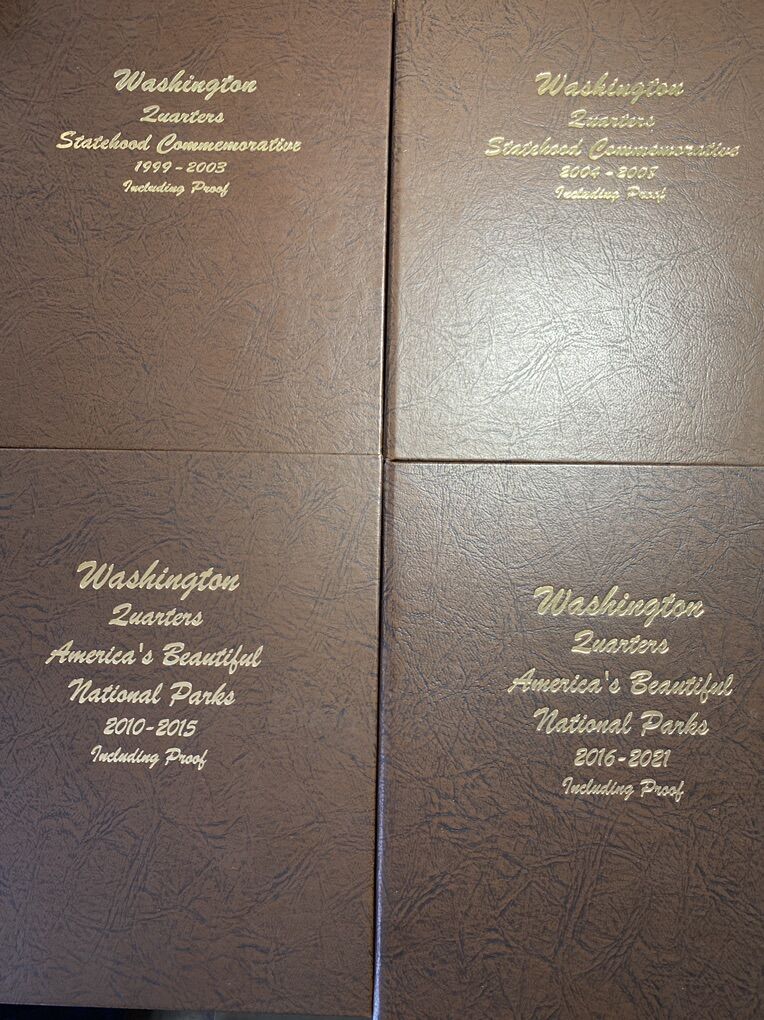 Washington
Quarters
Statehood Commemorative
1999-2003
Including Proof
Washington
Quarters
Statehood Commemorative
2004-2008
Including Proof
Washington
Quarters
America's Beautiful
National Parks
2010-2015
Including Proof
Washington
Quarters
America's Beautiful
National Parks
2016-2021
Including Proof